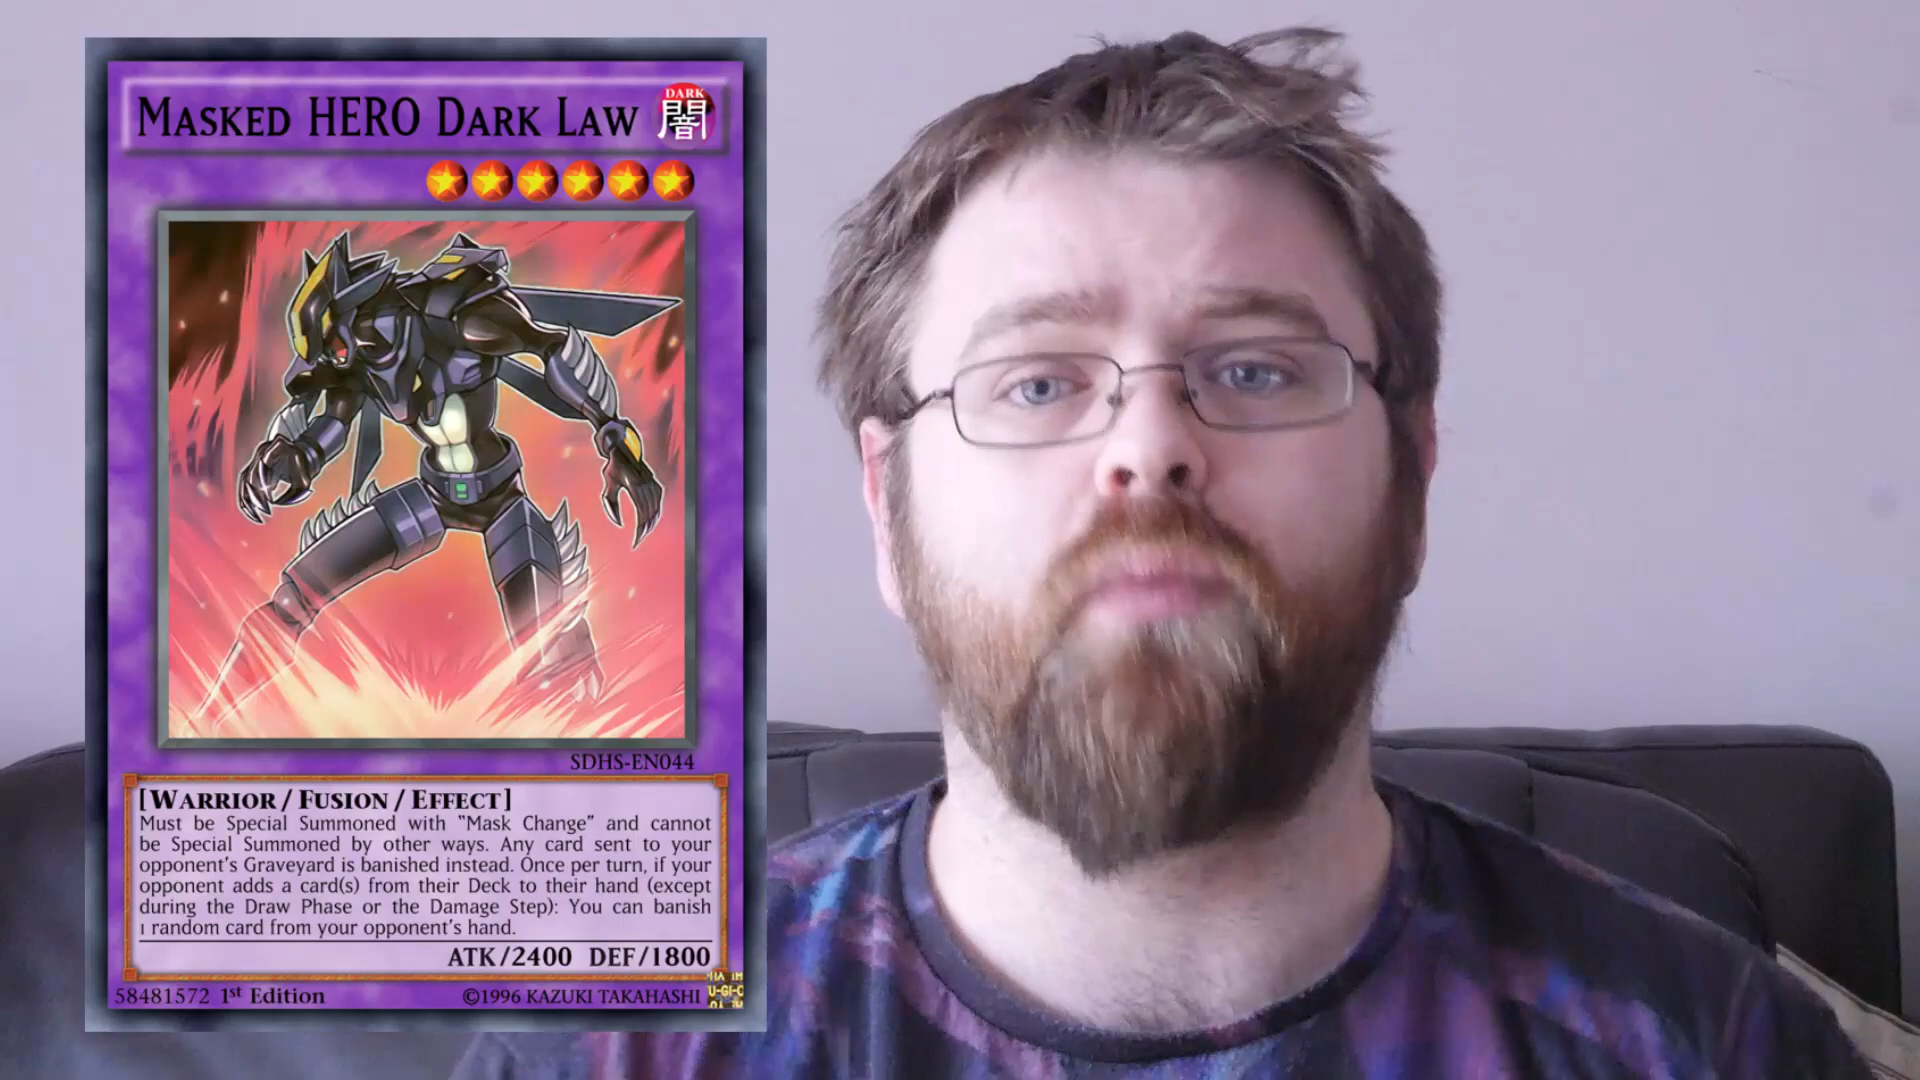 MASKED HERO DARK LAW
DARK
闇
SDHS-EN044
[WARRIOR / FUSION / EFFECT]
Must be Special Summoned with "Mask Change" and cannot
be Special Summoned by other ways. Any card sent to your
opponent's Graveyard is banished instead. Once per turn, if your
opponent adds a card(s) from their Deck to their hand (except
during the Draw Phase or the Damage Step): You can banish
1 random card from your opponent's hand.
ATK/2400 DEF/1800
58481572 1st Edition ©1996 KAZUKI TAKAHASHI